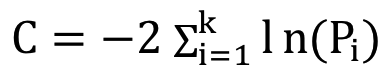 C = −2 ∑ᵢ₌₁ᵏ ln(Pᵢ)